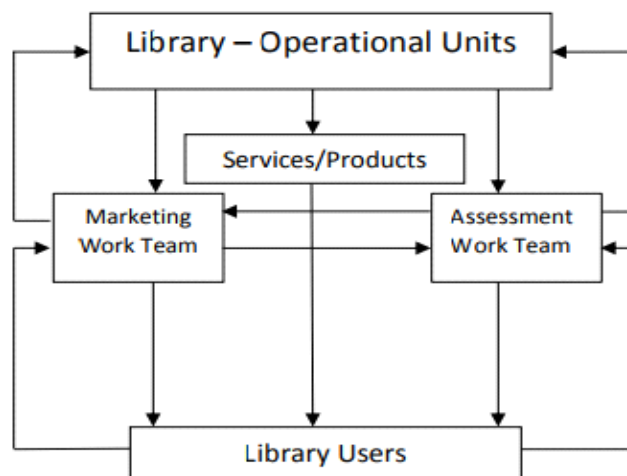 Library – Operational Units
Services/Products
Marketing
Work Team
Assessment
Work Team
Library Users